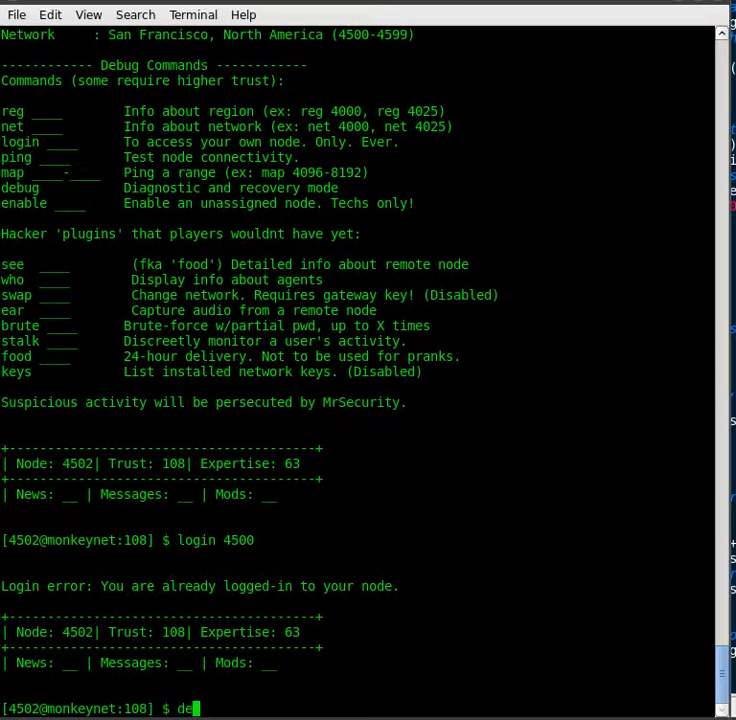 File Edit View Search Terminal Help
Network     : San Francisco, North America (4500-4599)
------------ Debug Commands ------------
Commands (some require higher trust):
reg ____        Info about region (ex: reg 4000, reg 4025)
net ____        Info about network (ex: net 4000, net 4025)
login ____      To access your own node. Only. Ever.
ping ____       Test node connectivity.
map ____-____   Ping a range (ex: map 4096-8192)
debug           Diagnostic and recovery mode
enable ____     Enable an unassigned node. Techs only!
Hacker 'plugins' that players wouldnt have yet:
see  ____        (fka 'food') Detailed info about remote node
who  ____        Display info about agents
swap ____        Change network. Requires gateway key! (Disabled)
ear  ____        Capture audio from a remote node
brute ____      Brute-force w/partial pwd, up to X times
stalk ____      Discreetly monitor a user's activity.
food ____       24-hour delivery. Not to be used for pranks.
keys            List installed network keys. (Disabled)
Suspicious activity will be persecuted by MrSecurity.
+----------------------------------------+
| Node: 4502| Trust: 108| Expertise: 63
+----------------------------------------+
| News: __ | Messages: __ | Mods: __
[4502@monkeynet:108] $ login 4500
Login error: You are already logged-in to your node.
+----------------------------------------+
| Node: 4502| Trust: 108| Expertise: 63
+----------------------------------------+
| News: __ | Messages: __ | Mods: __
[4502@monkeynet:108] $ de